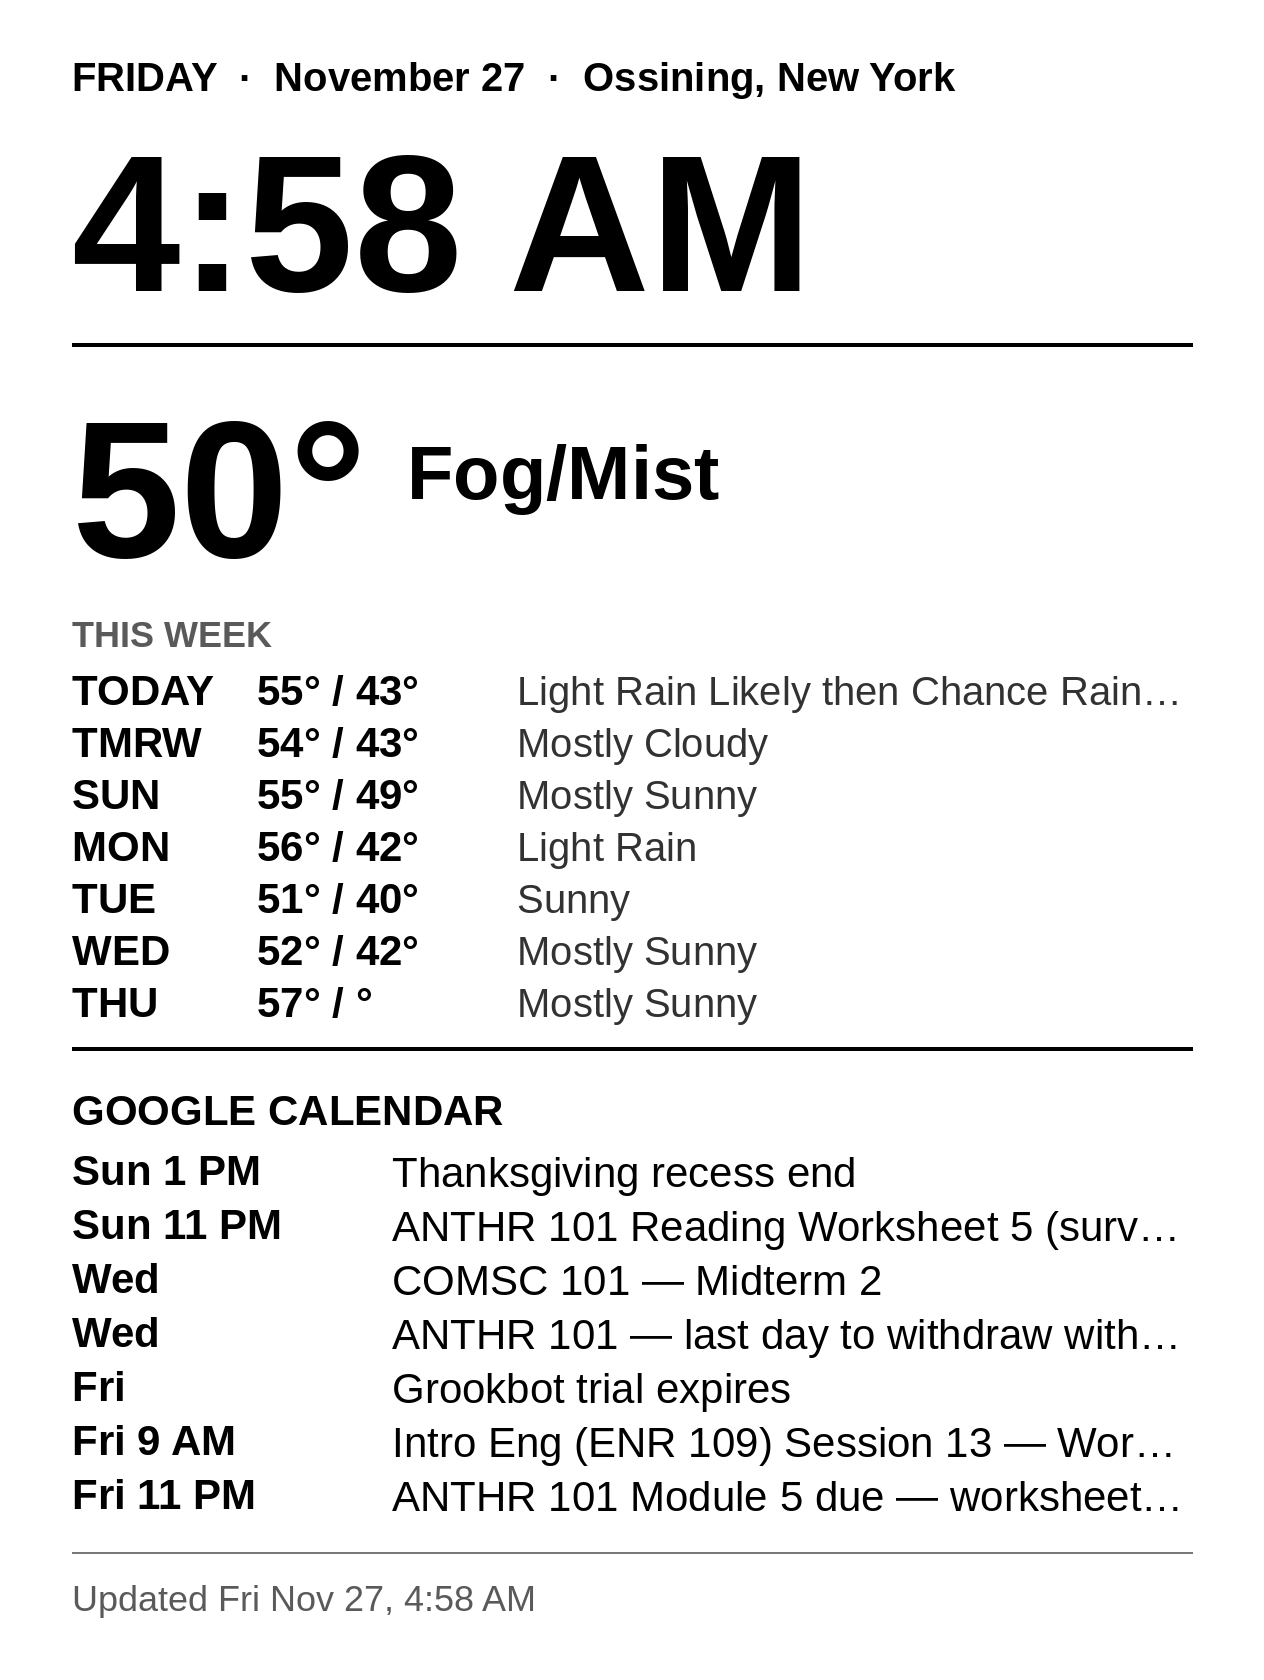 FRIDAY · November 27 · Ossining, New York
4:58 AM
50° Fog/Mist
THIS WEEK
TODAY 55° / 43° Light Rain Likely then Chance Rain…
TMRW 54° / 43° Mostly Cloudy
SUN 55° / 49° Mostly Sunny
MON 56° / 42° Light Rain
TUE 51° / 40° Sunny
WED 52° / 42° Mostly Sunny
THU 57° / ° Mostly Sunny
GOOGLE CALENDAR
Sun 1 PM Thanksgiving recess end
Sun 11 PM ANTHR 101 Reading Worksheet 5 (surv…
Wed COMSC 101 — Midterm 2
Wed ANTHR 101 — last day to withdraw with…
Fri Grookbot trial expires
Fri 9 AM Intro Eng (ENR 109) Session 13 — Wor…
Fri 11 PM ANTHR 101 Module 5 due — worksheet…
Updated Fri Nov 27, 4:58 AM